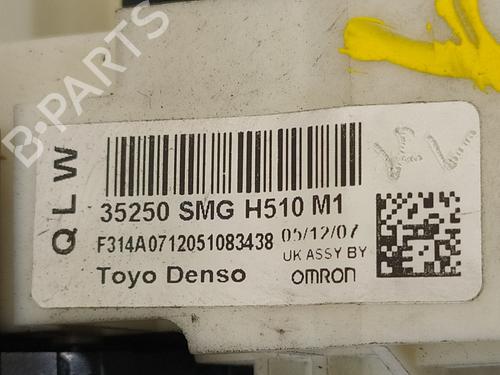 B-PARTS
QLW
35250 SMG H510 M1
F314A0712051083438 05/12/07
UK ASSY BY
Toyo Denso OMRON